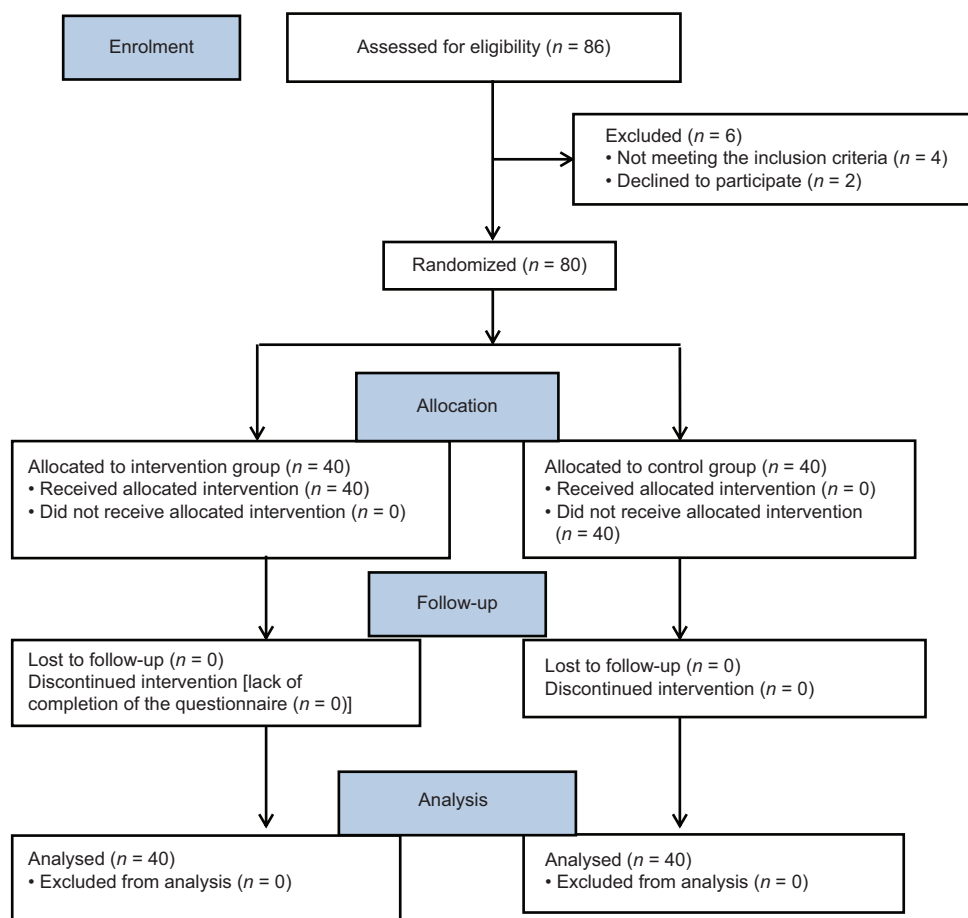 Enrolment
Assessed for eligibility (n = 86)
Excluded (n = 6)
• Not meeting the inclusion criteria (n = 4)
• Declined to participate (n = 2)
Randomized (n = 80)
Allocation
Allocated to intervention group (n = 40)
• Received allocated intervention (n = 40)
• Did not receive allocated intervention (n = 0)
Allocated to control group (n = 40)
• Received allocated intervention (n = 0)
• Did not receive allocated intervention
(n = 40)
Follow-up
Lost to follow-up (n = 0)
Discontinued intervention [lack of
completion of the questionnaire (n = 0)]
Lost to follow-up (n = 0)
Discontinued intervention (n = 0)
Analysis
Analysed (n = 40)
• Excluded from analysis (n = 0)
Analysed (n = 40)
• Excluded from analysis (n = 0)